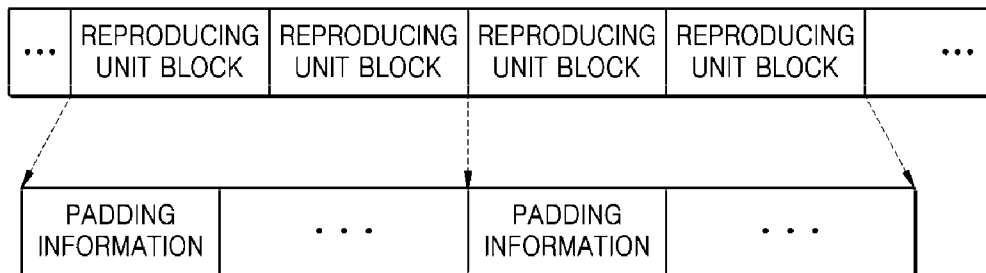 ... REPRODUCING REPRODUCING REPRODUCING REPRODUCING ...
UNIT BLOCK UNIT BLOCK UNIT BLOCK UNIT BLOCK
PADDING ... PADDING ...
INFORMATION INFORMATION